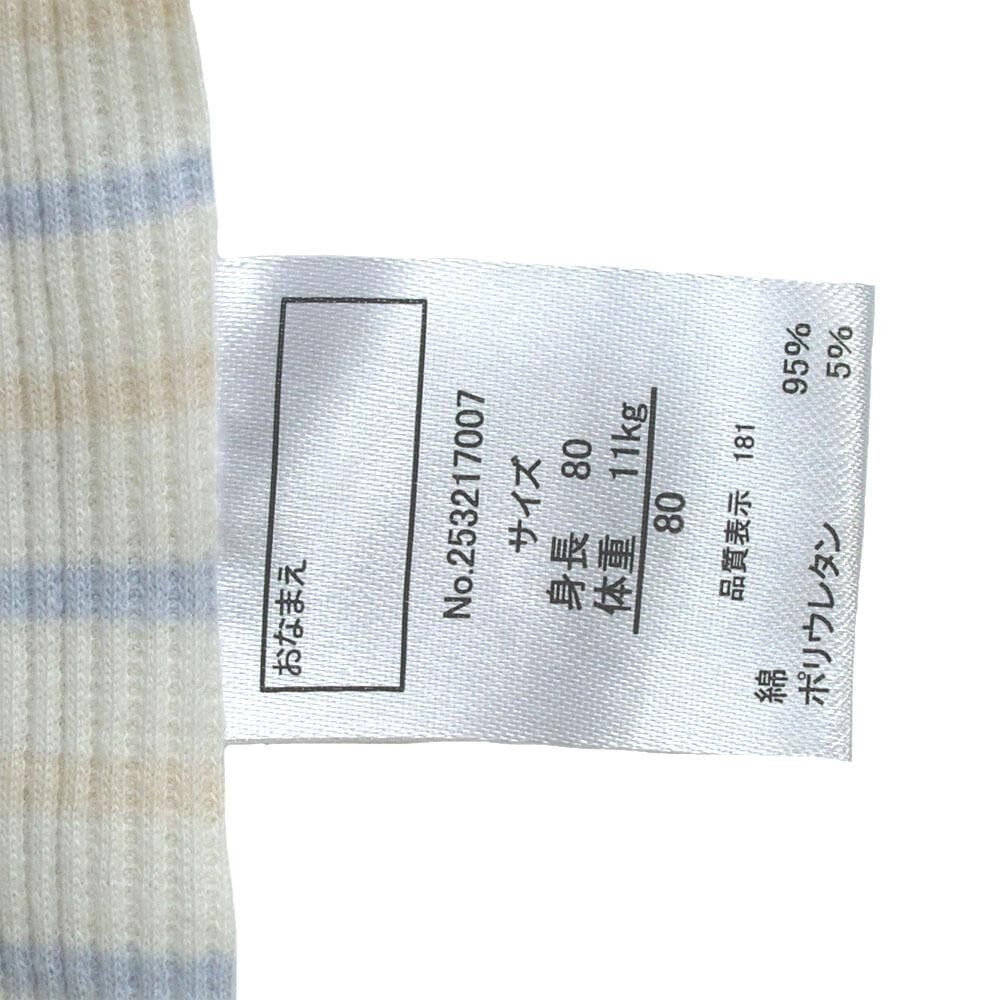 おなまえ
No.253217007
サイズ
身長 80
体重 11kg
80
品質表示 181
綿 95%
ポリウレタン 5%